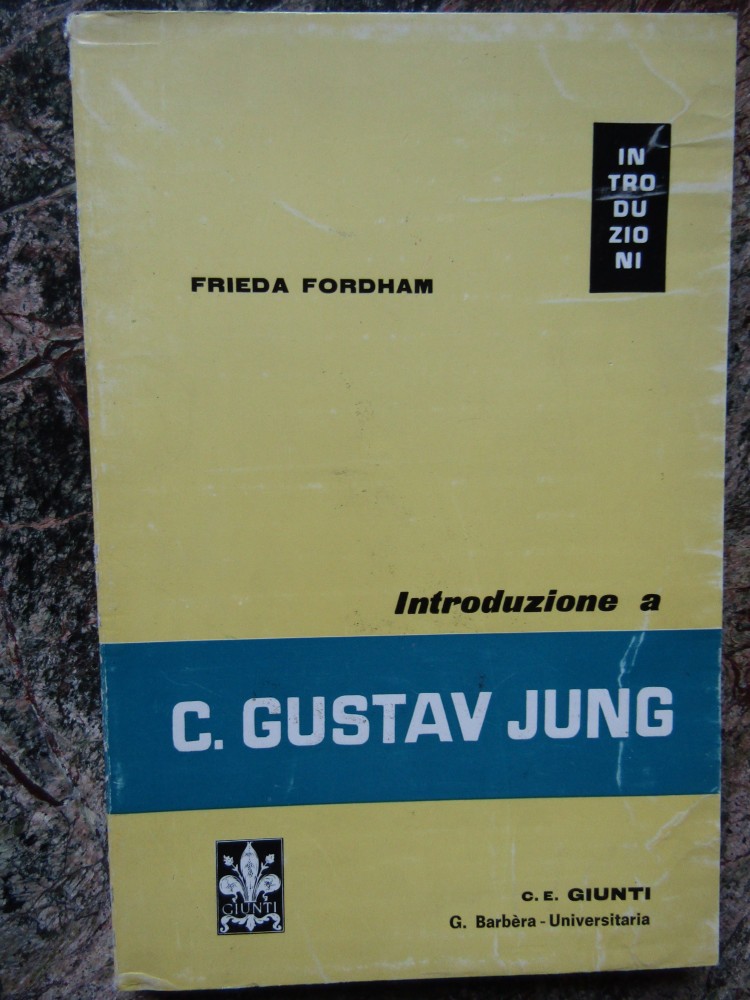 IN
TRO
DU
ZIO
NI
FRIEDA FORDHAM
Introduzione a
C. GUSTAV JUNG
GIUNTI
C. E. GIUNTI
G. Barbèra - Universitaria